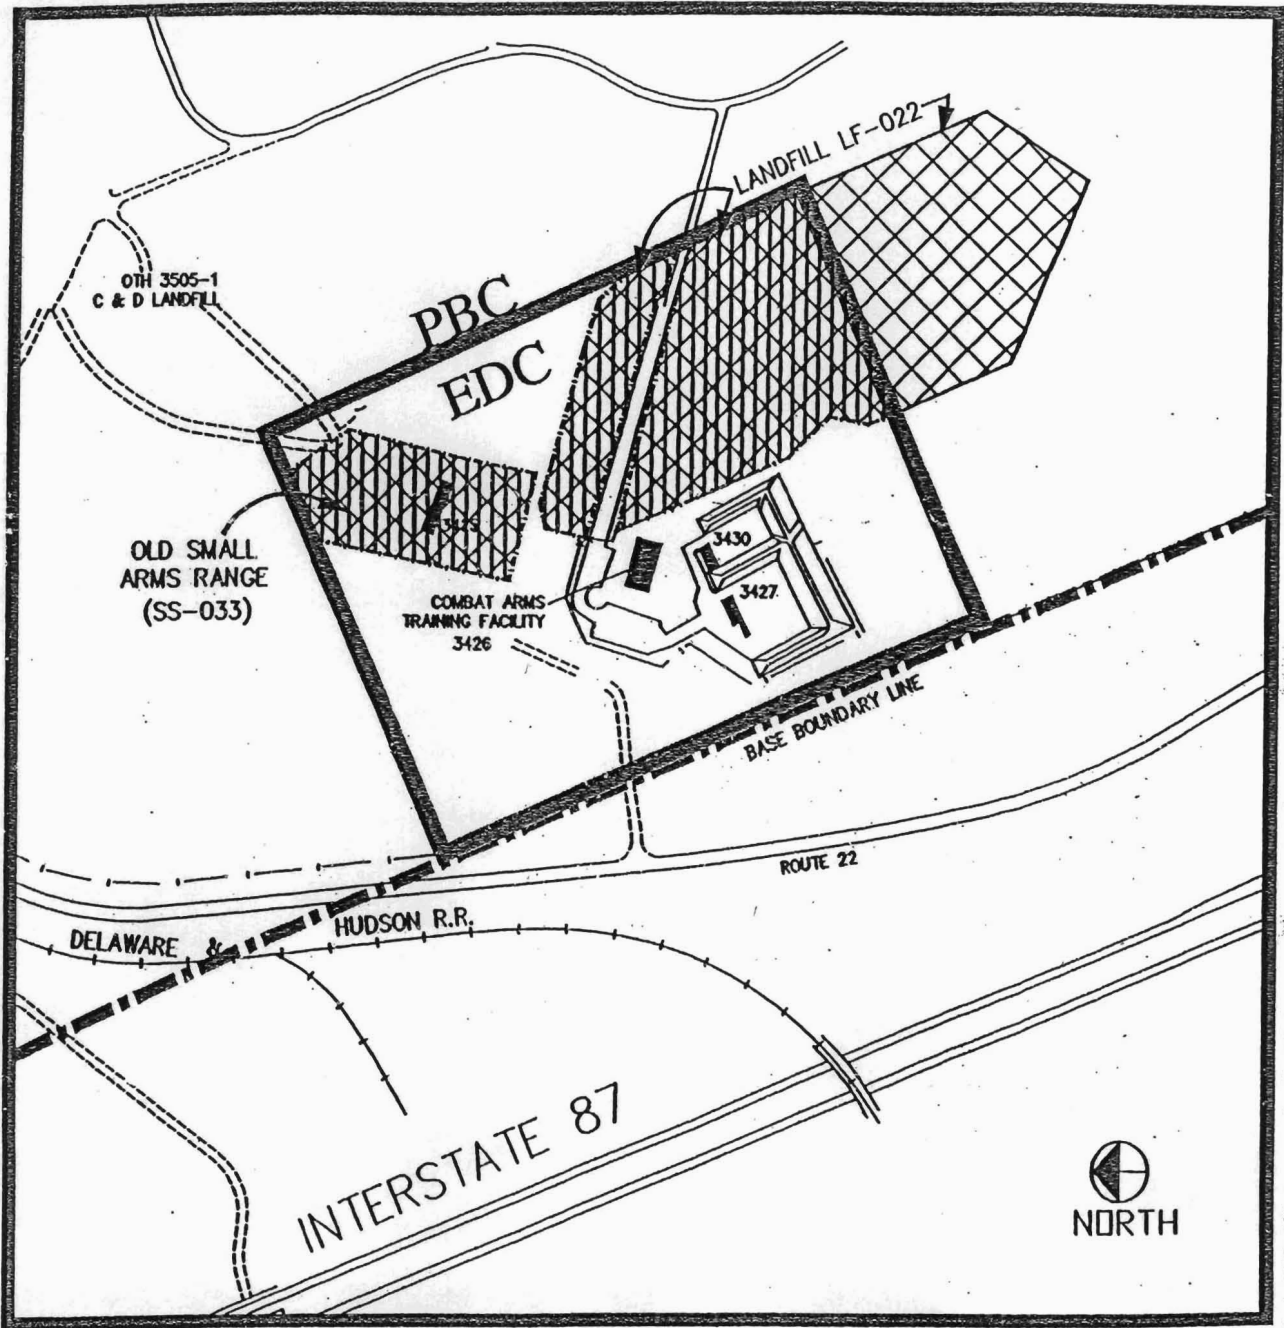 LANDFILL LF-022
OTH 3505-1
C & D LANDFILL
PBC
EDC
3425
OLD SMALL
ARMS RANGE
(SS-033)
3430
3427
COMBAT ARMS
TRAINING FACILITY
3426
BASE BOUNDARY LINE
ROUTE 22
DELAWARE & HUDSON R.R.
INTERSTATE 87
NORTH